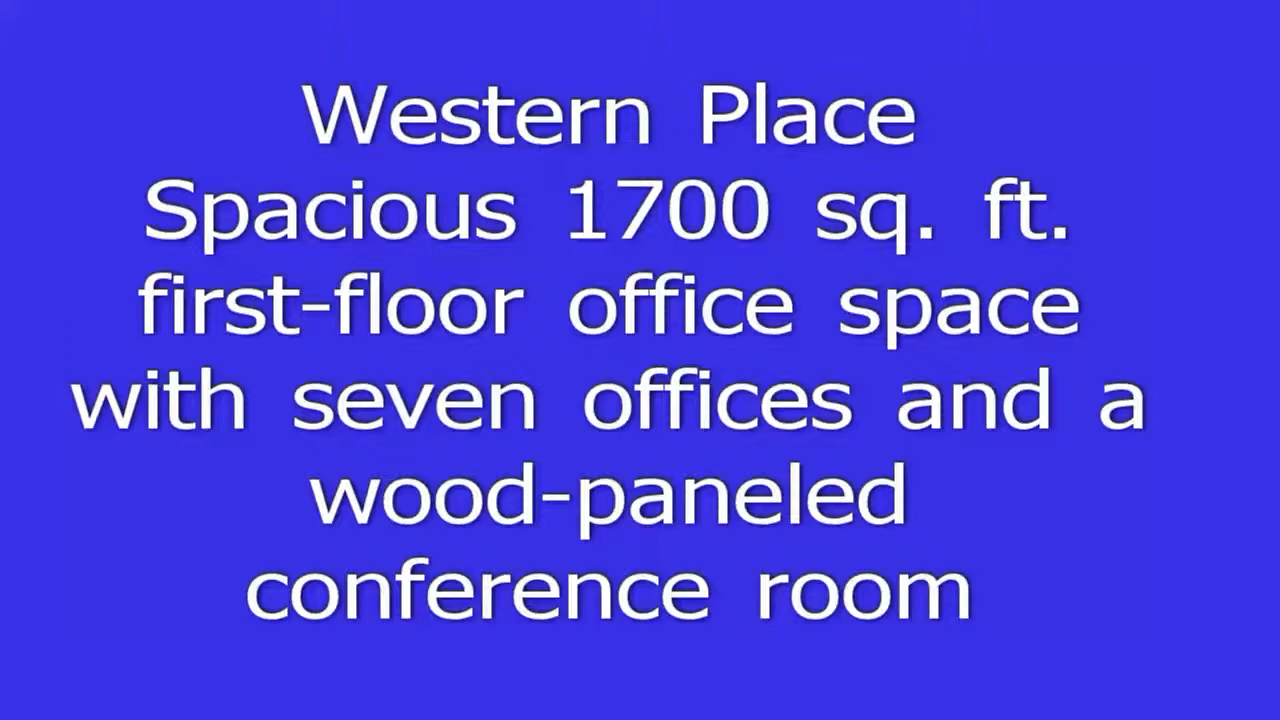 Western Place
Spacious 1700 sq. ft.
first-floor office space
with seven offices and a
wood-paneled
conference room